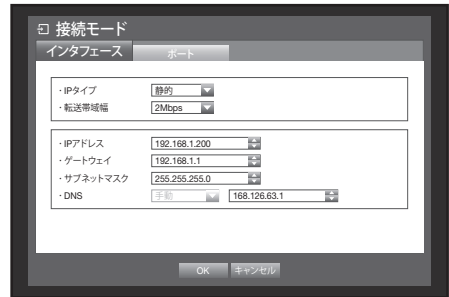 接続モード
インタフェース ポート
・IPタイプ 静的
・転送帯域幅 2Mbps
・IPアドレス 192.168.1.200
・ゲートウェイ 192.168.1.1
・サブネットマスク 255.255.255.0
・DNS 手動 168.126.63.1
OK キャンセル